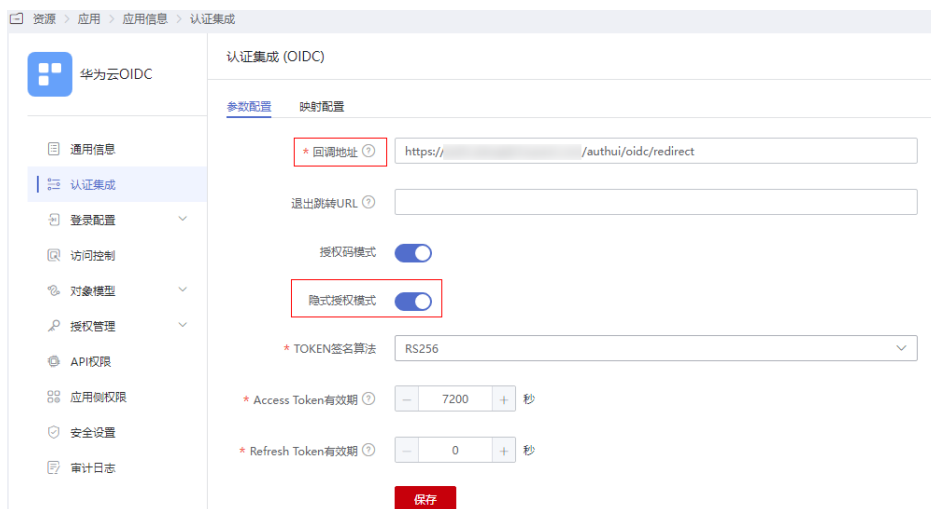 资源 > 应用 > 应用信息 > 认证集成
华为云OIDC
认证集成 (OIDC)
参数配置 映射配置
通用信息
认证集成
登录配置
访问控制
对象模型
授权管理
API权限
应用侧权限
安全设置
审计日志
* 回调地址 ? https:/ /authui/oidc/redirect
退出跳转URL ?
授权码模式
隐式授权模式
* TOKEN签名算法 RS256
* Access Token有效期 ? − 7200 + 秒
* Refresh Token有效期 ? − 0 + 秒
保存